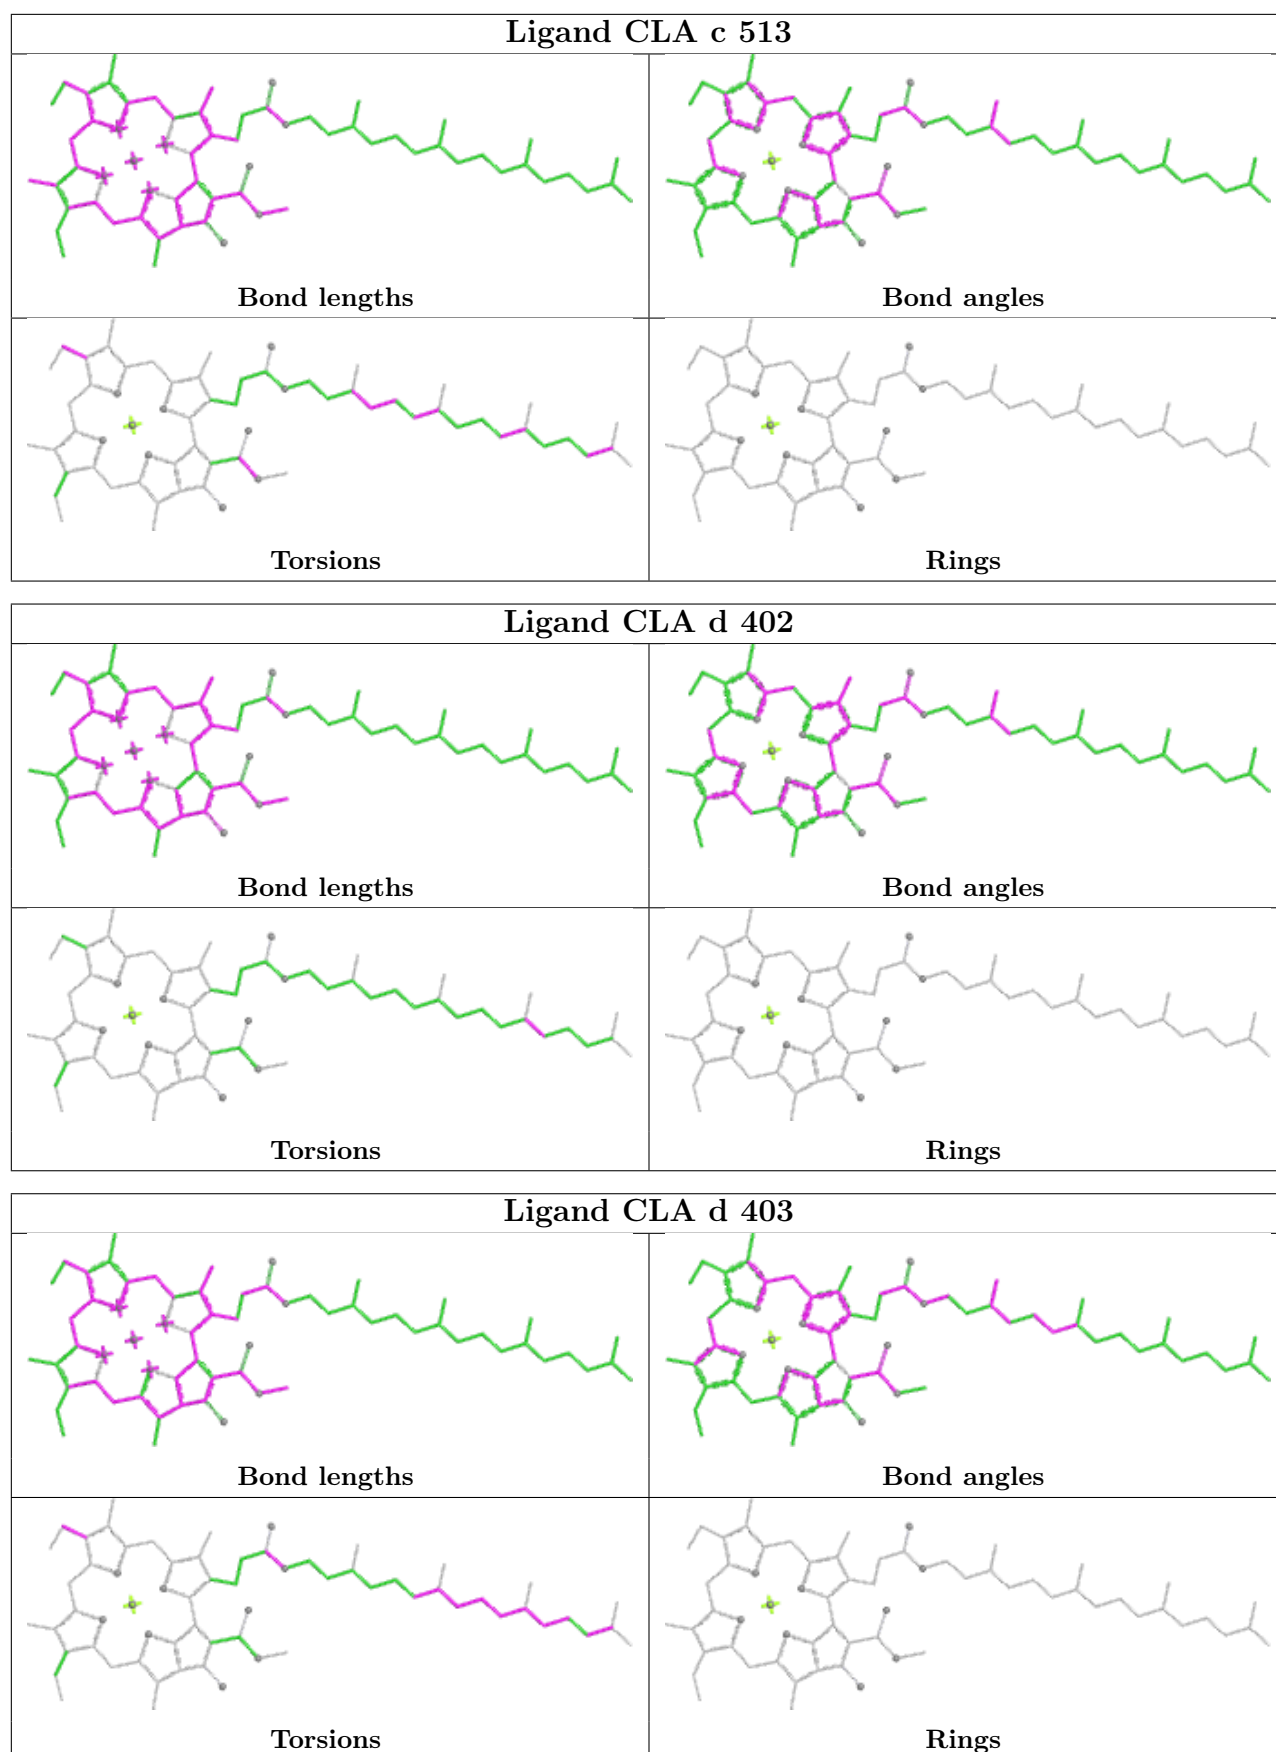 Ligand CLA c 513
Bond lengths
Bond angles
Torsions
Rings
Ligand CLA d 402
Bond lengths
Bond angles
Torsions
Rings
Ligand CLA d 403
Bond lengths
Bond angles
Torsions
Rings